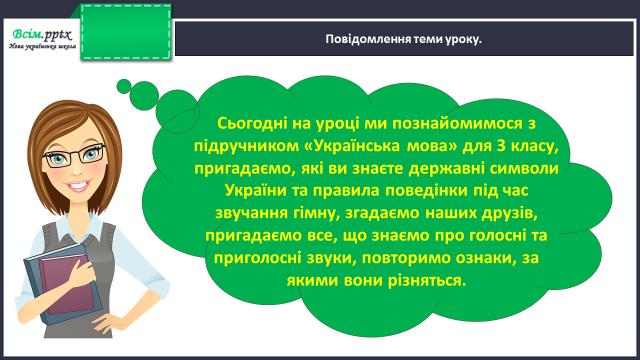 Всім.pptx
Нова українська школа
Повідомлення теми уроку.
Сьогодні на уроці ми познайомимося з
підручником «Українська мова» для 3 класу,
пригадаємо, які ви знаєте державні символи
України та правила поведінки під час
звучання гімну, згадаємо наших друзів,
пригадаємо все, що знаємо про голосні та
приголосні звуки, повторимо ознаки, за
якими вони різняться.